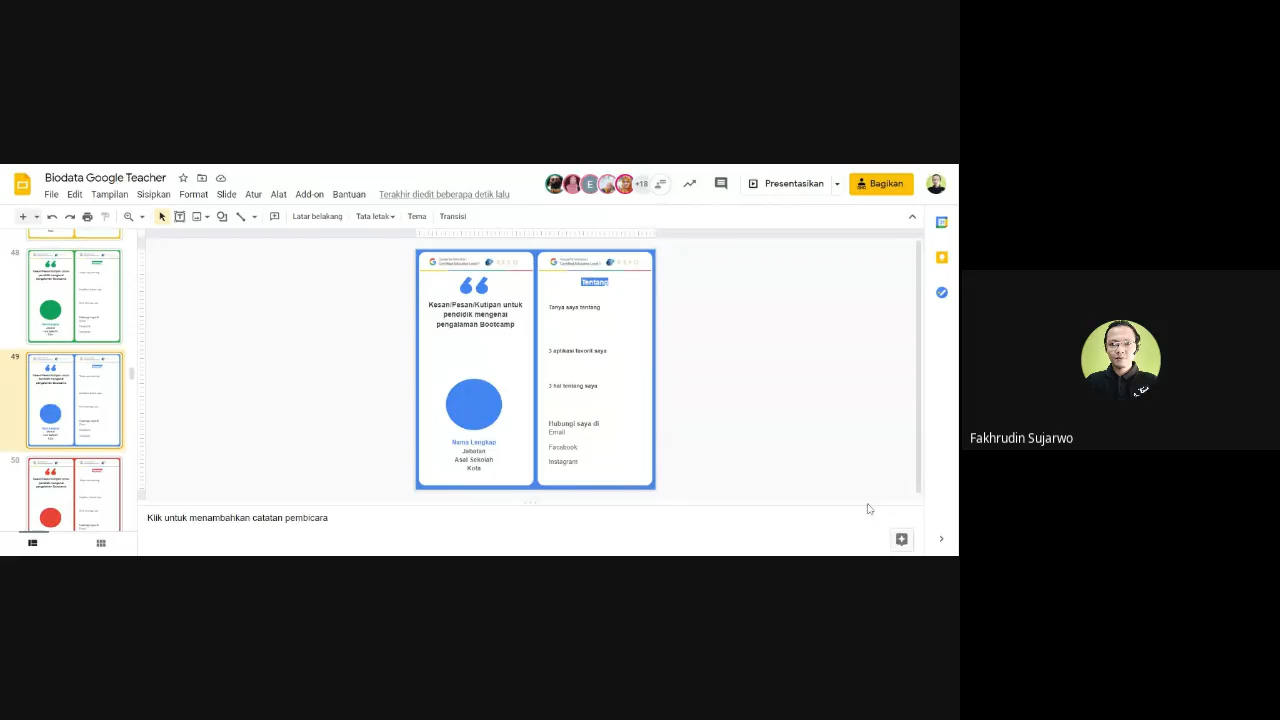 Biodata Google Teacher
File Edit Tampilan Sisipkan Format Slide Atur Alat Add-on Bantuan Terakhir diedit beberapa detik lalu
E +18 Presentasikan Bagikan
Latar belakang Tata letak Tema Transisi
48
49
50
Kesan/Pesan/Kutipan untuk
pendidik mengenai
pengalaman Bootcamp
Nama Lengkap
Jabatan
Asal Sekolah
Kota
Tentang
Tanya saya tentang
3 aplikasi favorit saya
3 hal tentang saya
Hubungi saya di
Email
Facebook
Instagram
Klik untuk menambahkan catatan pembicara
Fakhrudin Sujarwo